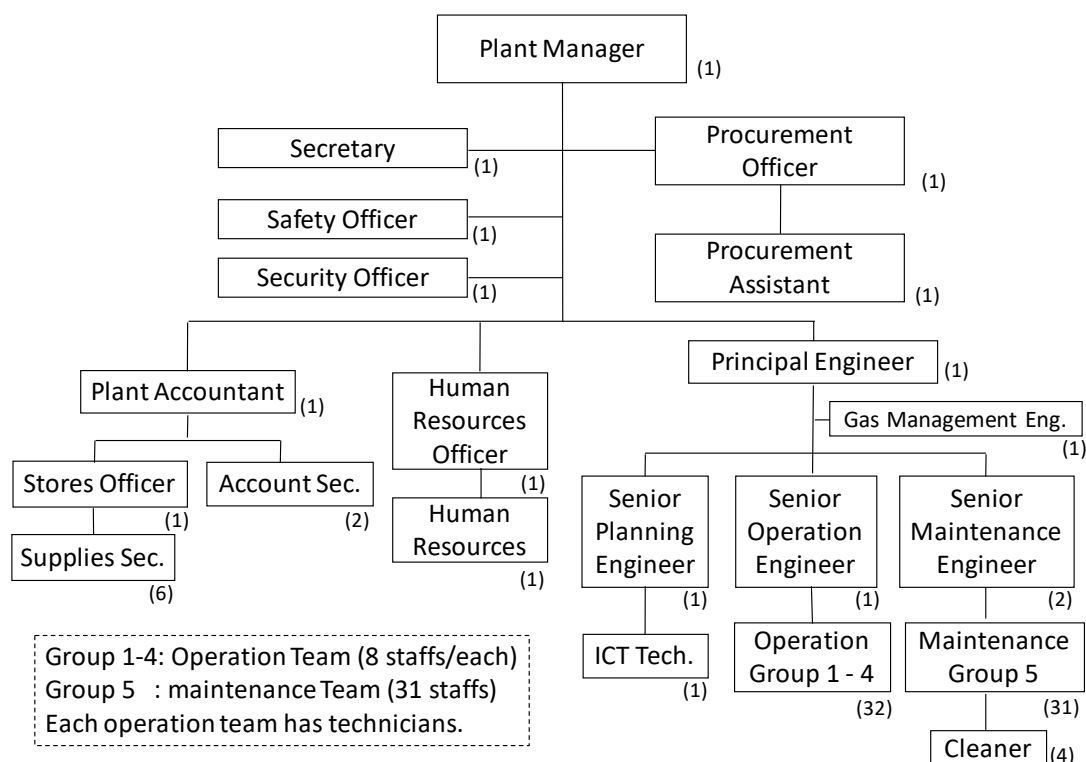 Plant Manager
(1)
Secretary
(1)
Procurement
Officer
(1)
Safety Officer
(1)
Security Officer
(1)
Procurement
Assistant
(1)
Plant Accountant
(1)
Human
Resources
Officer
(1)
Principal Engineer
(1)
Gas Management Eng.
(1)
Stores Officer
(1)
Account Sec.
(2)
Human
Resources
(1)
Supplies Sec.
(6)
Senior
Planning
Engineer
(1)
Senior
Operation
Engineer
(1)
Senior
Maintenance
Engineer
(2)
ICT Tech.
(1)
Operation
Group 1 - 4
(32)
Maintenance
Group 5
(31)
Cleaner
(4)
Group 1-4: Operation Team (8 staffs/each)
Group 5 : maintenance Team (31 staffs)
Each operation team has technicians.